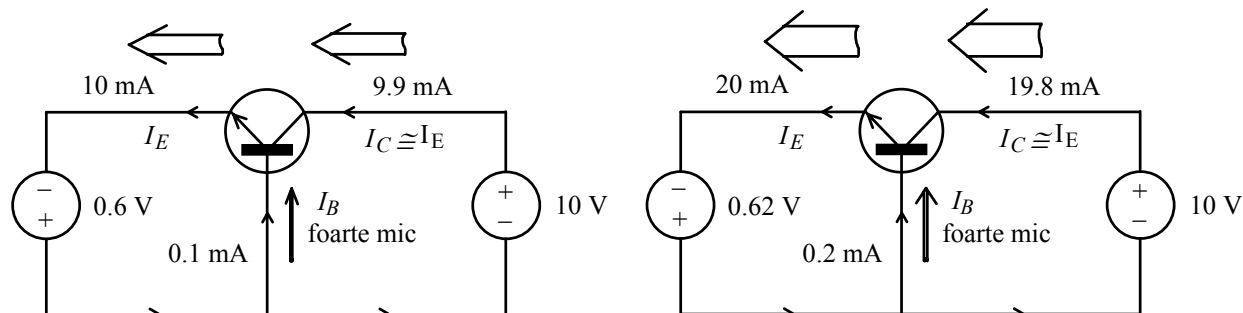 10 mA
9.9 mA
I_E
I_C ≅ I_E
−
+
0.6 V
I_B
foarte mic
0.1 mA
+
−
10 V
20 mA
19.8 mA
I_E
I_C ≅ I_E
−
+
0.62 V
I_B
foarte mic
0.2 mA
+
−
10 V